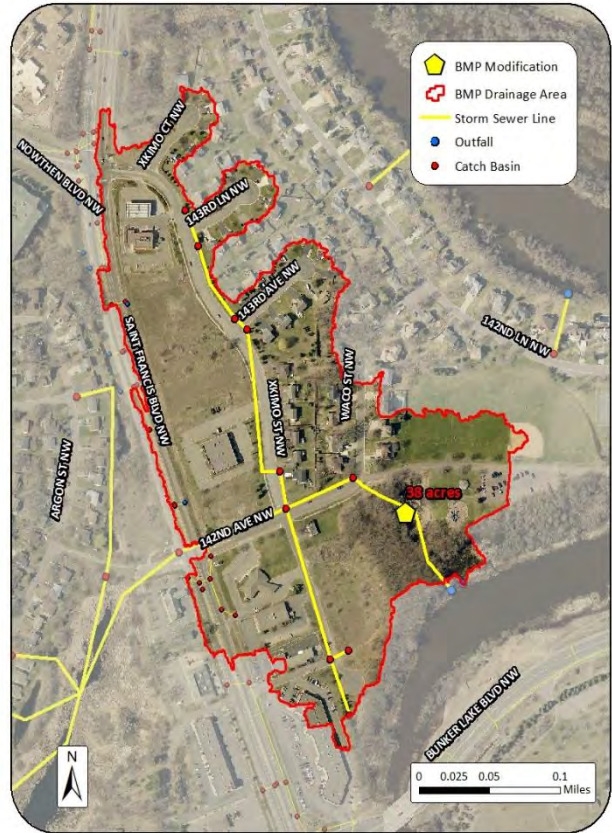 BMP Modification
BMP Drainage Area
Storm Sewer Line
Outfall
Catch Basin
XKIMO CT NW
NOWTHEN BLVD NW
143RD LN NW
143RD AVE NW
142ND LN NW
SAINT FRANCIS BLVD NW
WACO ST NW
XKIMO ST NW
ARGON ST NW
38 acres
142ND AVE NW
BUNKER LAKE BLVD NW
N
0 0.025 0.05 0.1
Miles